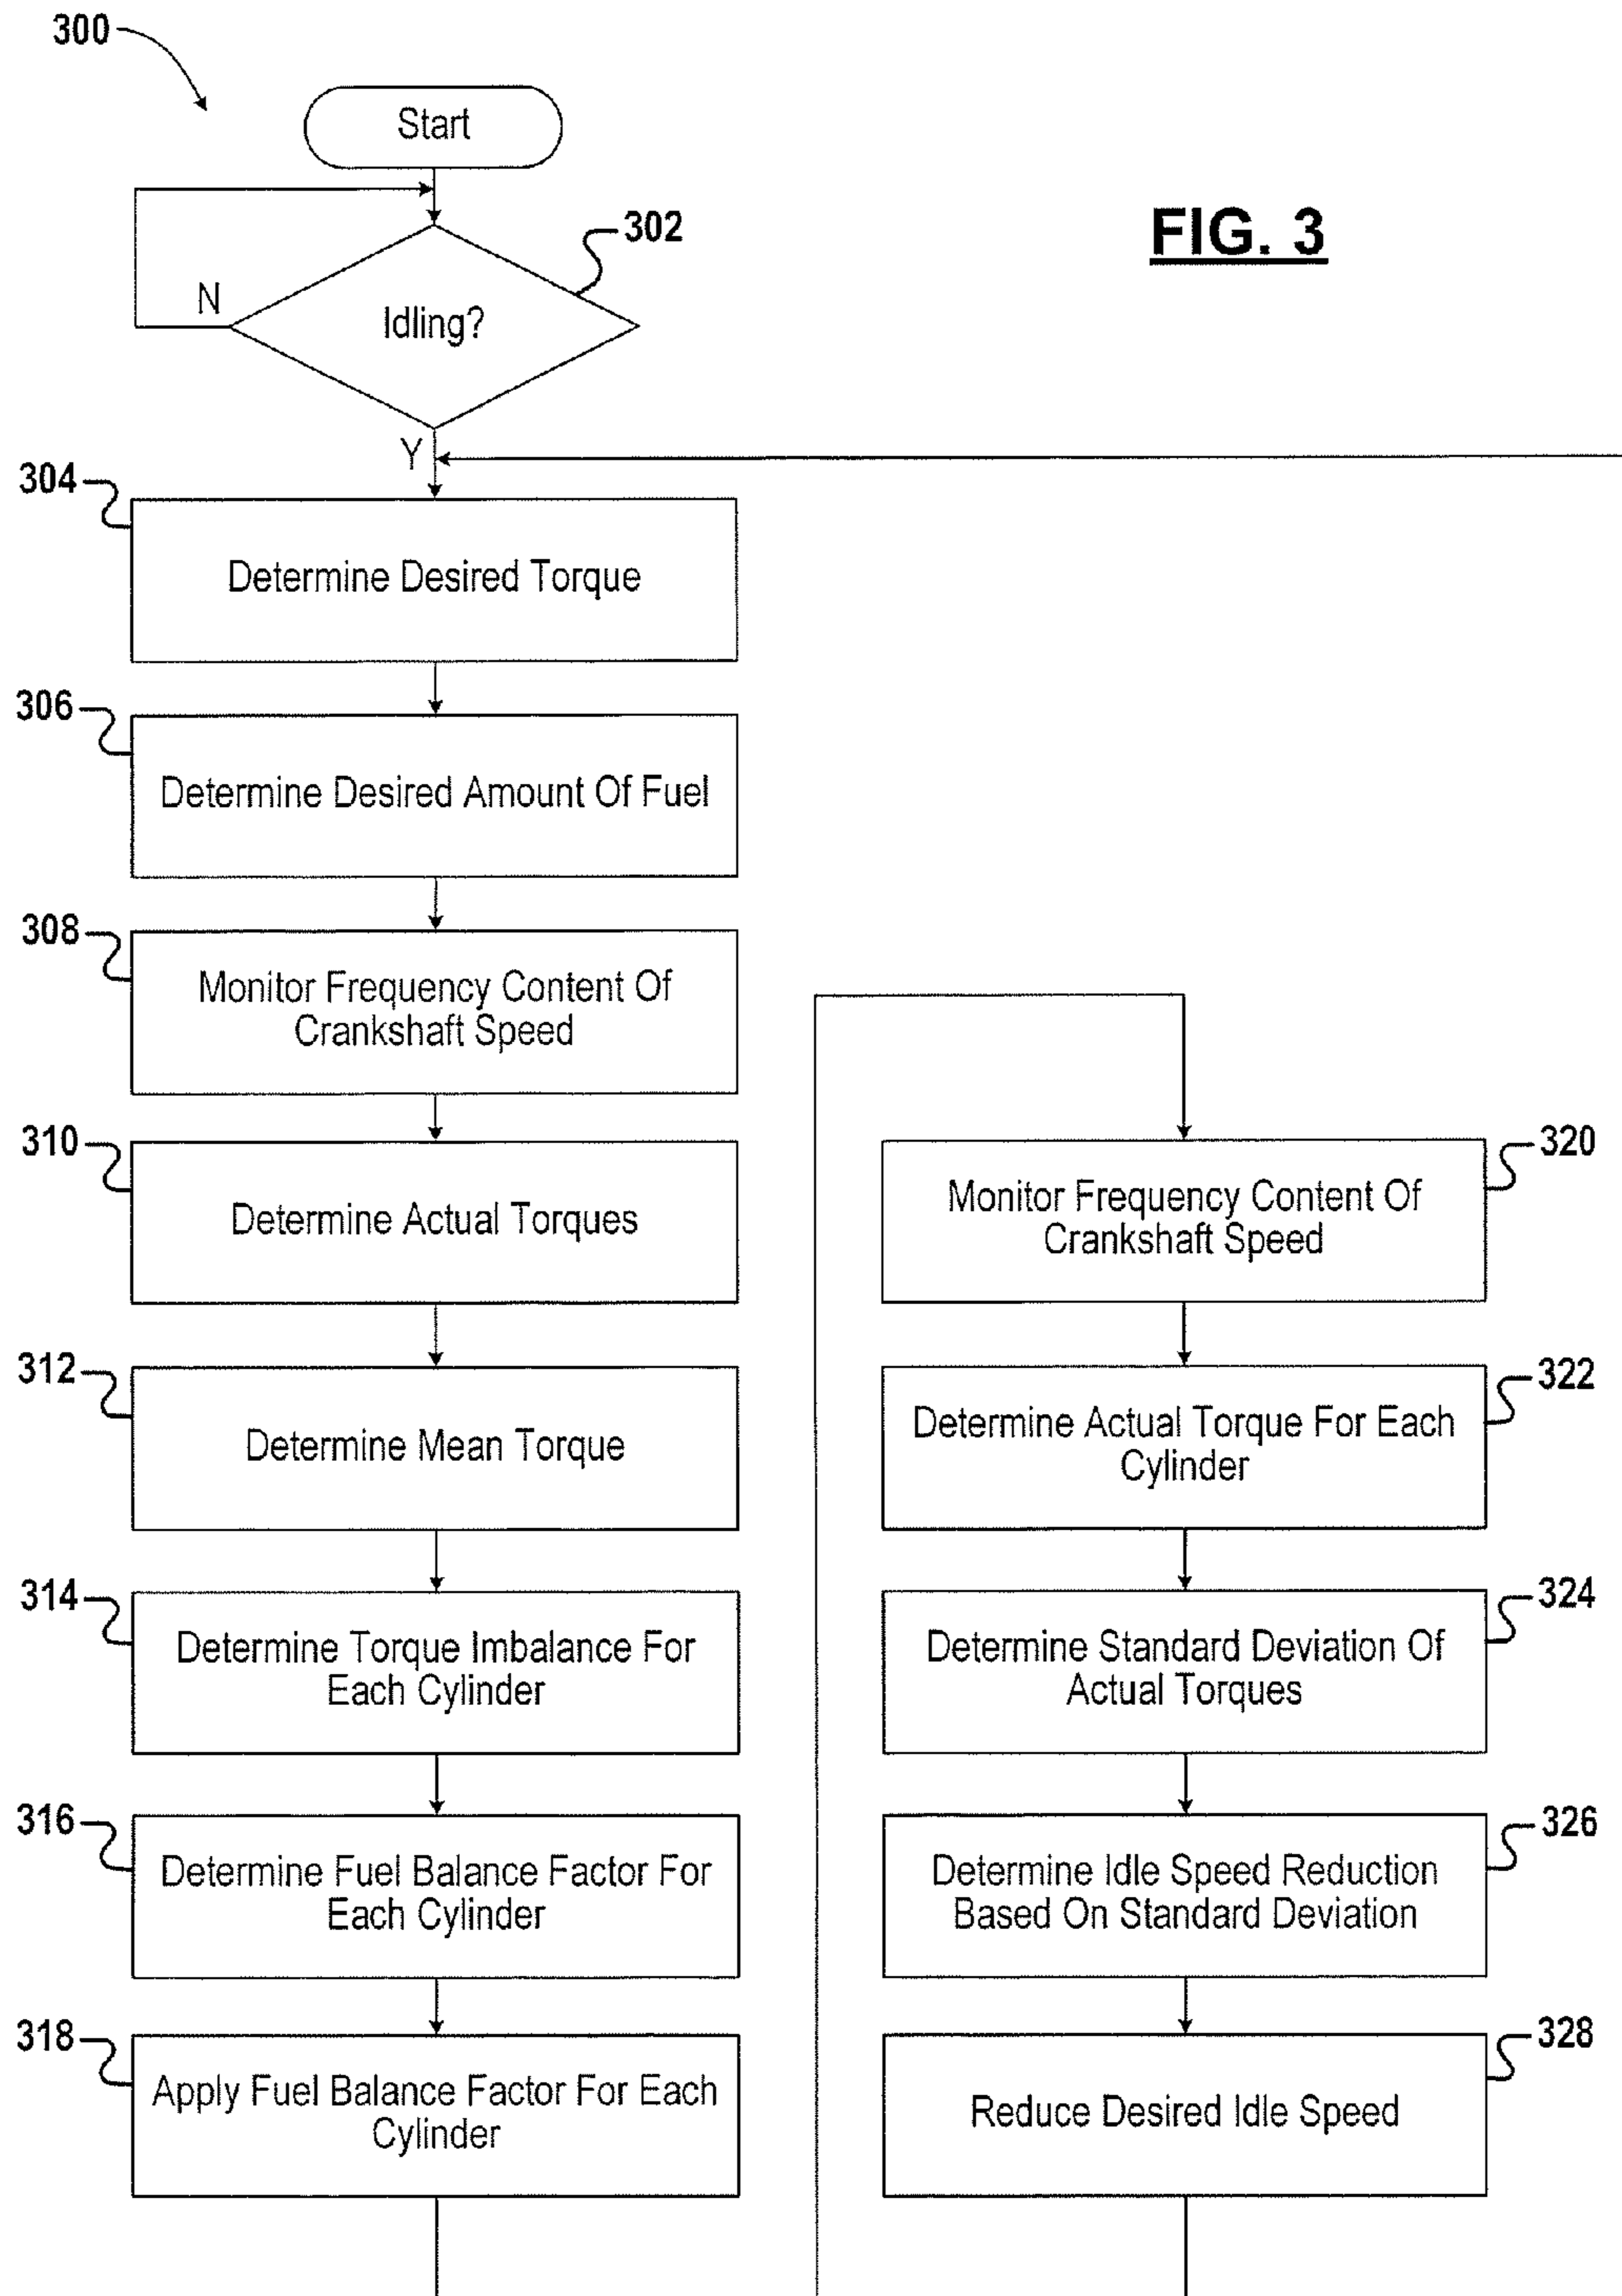 300
Start
302
FIG. 3
N
Idling?
Y
304
Determine Desired Torque
306
Determine Desired Amount Of Fuel
308
Monitor Frequency Content Of
Crankshaft Speed
310
Determine Actual Torques
312
Determine Mean Torque
314
Determine Torque Imbalance For
Each Cylinder
316
Determine Fuel Balance Factor For
Each Cylinder
318
Apply Fuel Balance Factor For Each
Cylinder
320
Monitor Frequency Content Of
Crankshaft Speed
322
Determine Actual Torque For Each
Cylinder
324
Determine Standard Deviation Of
Actual Torques
326
Determine Idle Speed Reduction
Based On Standard Deviation
328
Reduce Desired Idle Speed